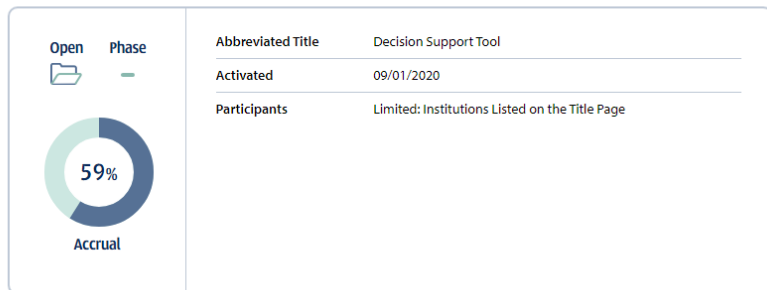 Open Phase
–
59%
Accrual
Abbreviated Title Decision Support Tool
Activated 09/01/2020
Participants Limited: Institutions Listed on the Title Page